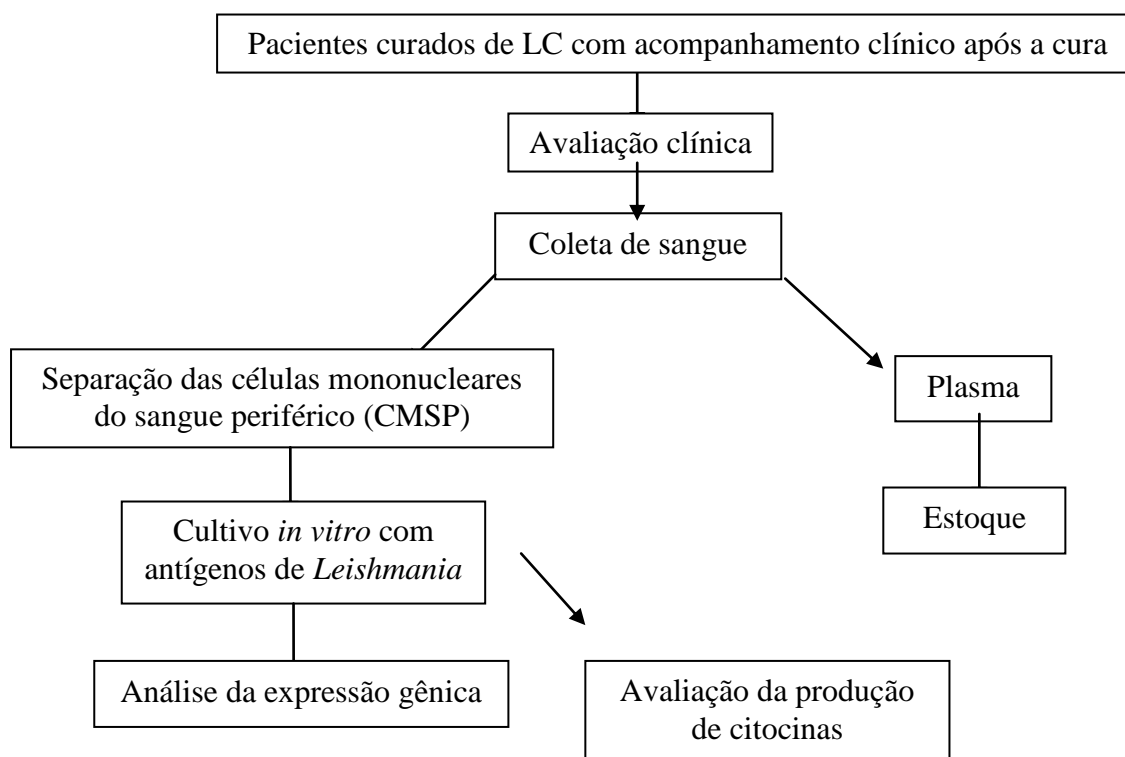 Pacientes curados de LC com acompanhamento clínico após a cura
Avaliação clínica
Coleta de sangue
Separação das células mononucleares
do sangue periférico (CMSP)
Plasma
Cultivo in vitro com
antígenos de Leishmania
Estoque
Análise da expressão gênica
Avaliação da produção
de citocinas